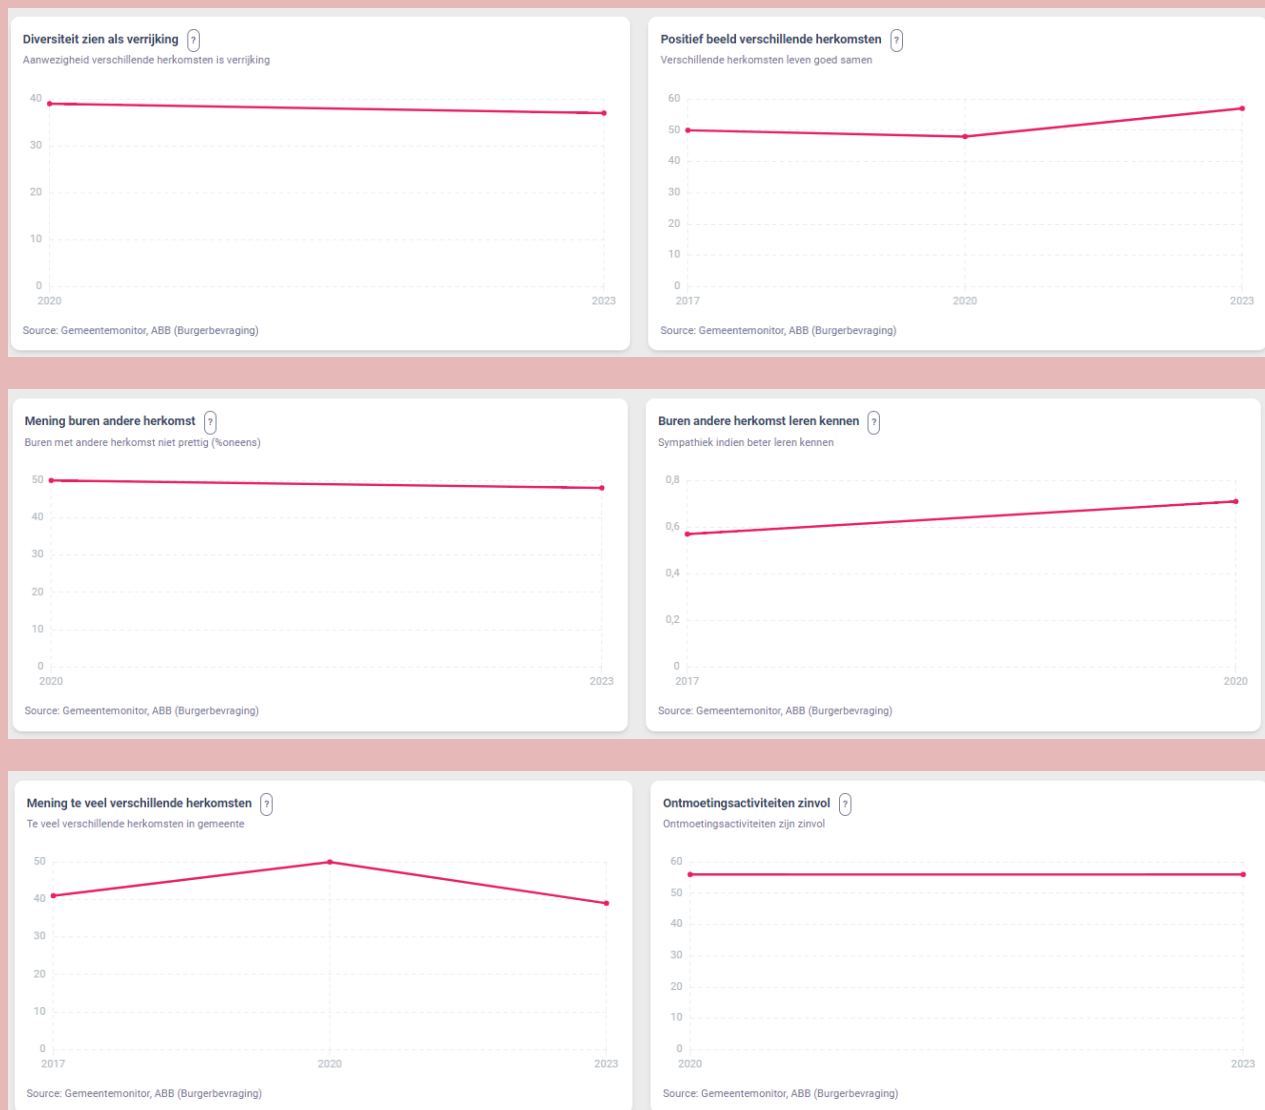 Diversiteit zien als verrijking ?
Aanwezigheid verschillende herkomsten is verrijking
40
30
20
10
0
2020 2023
Source: Gemeentemonitor, ABB (Burgerbevraging)
Positief beeld verschillende herkomsten ?
Verschillende herkomsten leven goed samen
60
50
40
30
20
10
0
2017 2020 2023
Source: Gemeentemonitor, ABB (Burgerbevraging)
Mening buren andere herkomst ?
Buren met andere herkomst niet prettig (%oneens)
50
40
30
20
10
0
2020 2023
Source: Gemeentemonitor, ABB (Burgerbevraging)
Buren andere herkomst leren kennen ?
Sympathiek indien beter leren kennen
0,8
0,6
0,4
0,2
0
2017 2020
Source: Gemeentemonitor, ABB (Burgerbevraging)
Mening te veel verschillende herkomsten ?
Te veel verschillende herkomsten in gemeente
50
40
30
20
10
0
2017 2020 2023
Source: Gemeentemonitor, ABB (Burgerbevraging)
Ontmoetingsactiviteiten zinvol ?
Ontmoetingsactiviteiten zijn zinvol
60
50
40
30
20
10
0
2020 2023
Source: Gemeentemonitor, ABB (Burgerbevraging)